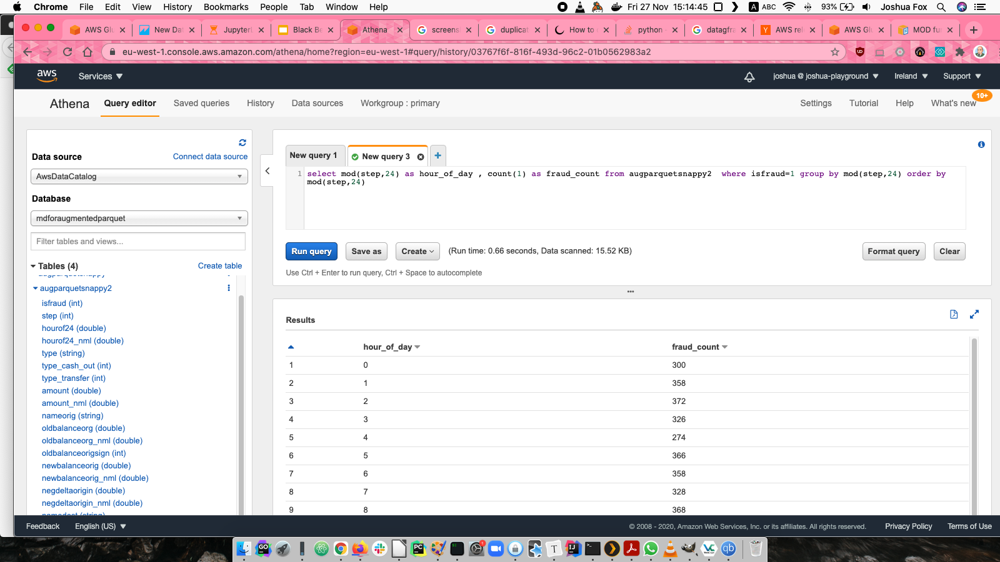 Chrome File Edit View History Bookmarks People Tab Window Help A ABC 93% Fri 27 Nov 15:14:45 Joshua Fox
AWS Glu New Dat JupyterL Black Be Athena screens duplicat How to python datagfra AWS rel AWS Glu MOD fu
eu-west-1.console.aws.amazon.com/athena/home?region=eu-west-1#query/history/03767f6f-816f-493d-96c2-01b0562983a2
aws Services joshua @ joshua-playground Ireland Support
Athena Query editor Saved queries History Data sources Workgroup : primary Settings Tutorial Help What's new 10+
Data source Connect data source
AwsDataCatalog
Database
mdforaugmentedparquet
Filter tables and views...
Tables (4) Create table
augparquetsnappy
augparquetsnappy2
isfraud (int)
step (int)
hourof24 (double)
hourof24_nml (double)
type (string)
type_cash_out (int)
type_transfer (int)
amount (double)
amount_nml (double)
nameorig (string)
oldbalanceorg (double)
oldbalanceorg_nml (double)
oldbalanceorigsign (int)
newbalanceorig (double)
newbalanceorig_nml (double)
negdeltaorigin (double)
negdeltaorigin_nml (double)
namedest (string)
New query 1 New query 3
1 select mod(step,24) as hour_of_day , count(1) as fraud_count from augparquetsnappy2 where isfraud=1 group by mod(step,24) order by
mod(step,24)
Run query Save as Create (Run time: 0.66 seconds, Data scanned: 15.52 KB) Format query Clear
Use Ctrl + Enter to run query, Ctrl + Space to autocomplete
Results
hour_of_day fraud_count
1 0 300
2 1 358
3 2 372
4 3 326
5 4 274
6 5 366
7 6 358
8 7 328
9 8 368
Feedback English (US) © 2008 - 2020, Amazon Web Services, Inc. or its affiliates. All rights reserved. Privacy Policy Terms of Use